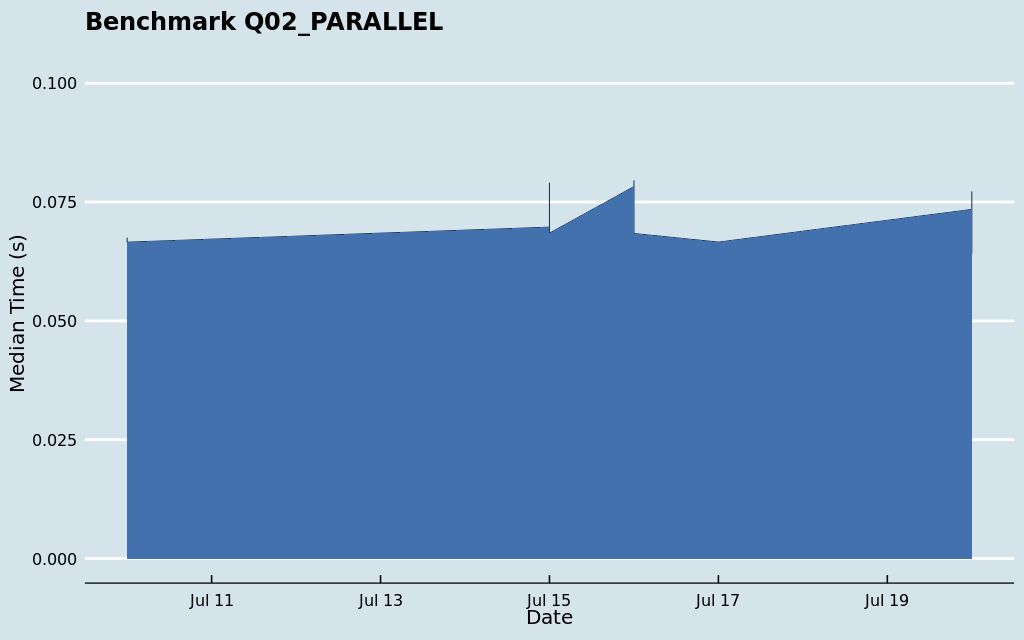 Benchmark Q02_PARALLEL
0.100
0.075
0.050
0.025
0.000
Median Time (s)
Jul 11
Jul 13
Jul 15
Jul 17
Jul 19
Date